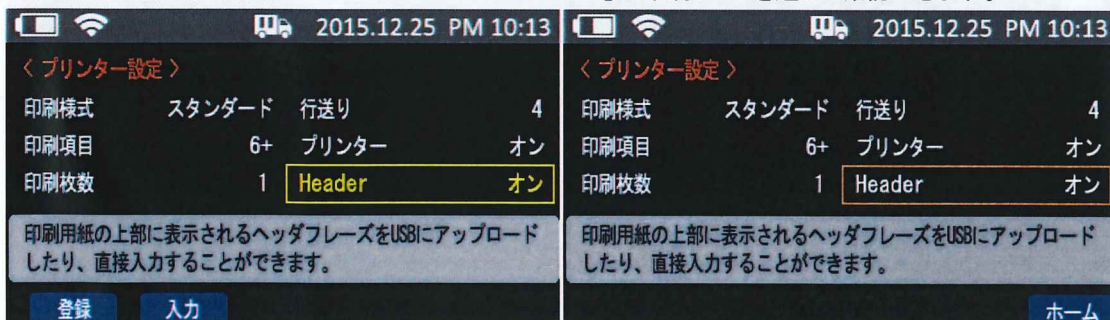 2015.12.25 PM 10:13
〈 プリンター設定 〉
印刷様式 スタンダード 行送り 4
印刷項目 6+ プリンター オン
印刷枚数 1 Header オン
印刷用紙の上部に表示されるヘッダフレーズをUSBにアップロード
したり、直接入力することができます。
登録 入力
2015.12.25 PM 10:13
〈 プリンター設定 〉
印刷様式 スタンダード 行送り 4
印刷項目 6+ プリンター オン
印刷枚数 1 Header オン
印刷用紙の上部に表示されるヘッダフレーズをUSBにアップロード
したり、直接入力することができます。
ホーム